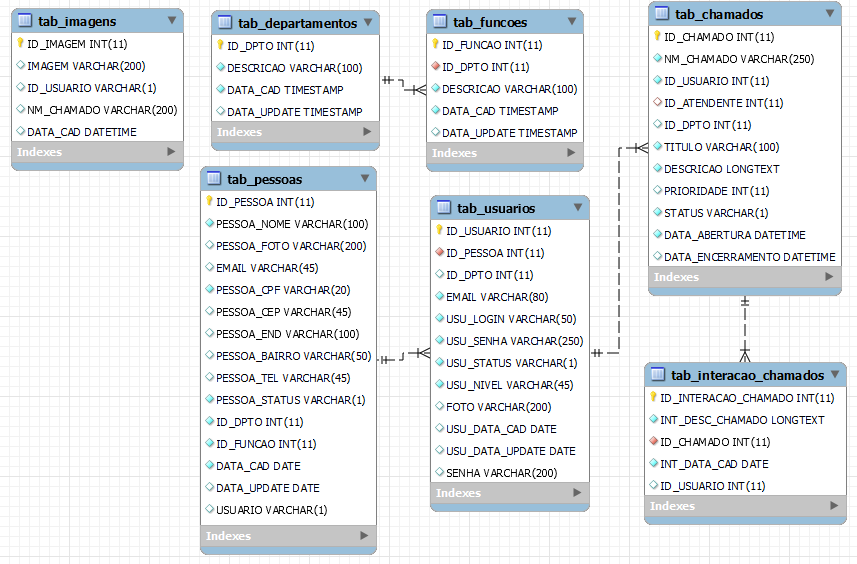 tab_imagens
ID_IMAGEM INT(11)
IMAGEM VARCHAR(200)
ID_USUARIO VARCHAR(1)
NM_CHAMADO VARCHAR(200)
DATA_CAD DATETIME
Indexes
tab_departamentos
ID_DPTO INT(11)
DESCRICAO VARCHAR(100)
DATA_CAD TIMESTAMP
DATA_UPDATE TIMESTAMP
Indexes
tab_funcoes
ID_FUNCAO INT(11)
ID_DPTO INT(11)
DESCRICAO VARCHAR(100)
DATA_CAD TIMESTAMP
DATA_UPDATE TIMESTAMP
Indexes
tab_chamados
ID_CHAMADO INT(11)
NM_CHAMADO VARCHAR(250)
ID_USUARIO INT(11)
ID_ATENDENTE INT(11)
ID_DPTO INT(11)
TITULO VARCHAR(100)
DESCRICAO LONGTEXT
PRIORIDADE INT(11)
STATUS VARCHAR(1)
DATA_ABERTURA DATETIME
DATA_ENCERRAMENTO DATETIME
Indexes
tab_pessoas
ID_PESSOA INT(11)
PESSOA_NOME VARCHAR(100)
PESSOA_FOTO VARCHAR(200)
EMAIL VARCHAR(45)
PESSOA_CPF VARCHAR(20)
PESSOA_CEP VARCHAR(45)
PESSOA_END VARCHAR(100)
PESSOA_BAIRRO VARCHAR(50)
PESSOA_TEL VARCHAR(45)
PESSOA_STATUS VARCHAR(1)
ID_DPTO INT(11)
ID_FUNCAO INT(11)
DATA_CAD DATE
DATA_UPDATE DATE
USUARIO VARCHAR(1)
Indexes
tab_usuarios
ID_USUARIO INT(11)
ID_PESSOA INT(11)
ID_DPTO INT(11)
EMAIL VARCHAR(80)
USU_LOGIN VARCHAR(50)
USU_SENHA VARCHAR(250)
USU_STATUS VARCHAR(1)
USU_NIVEL VARCHAR(45)
FOTO VARCHAR(200)
USU_DATA_CAD DATE
USU_DATA_UPDATE DATE
SENHA VARCHAR(200)
Indexes
tab_interacao_chamados
ID_INTERACAO_CHAMADO INT(11)
INT_DESC_CHAMADO LONGTEXT
ID_CHAMADO INT(11)
INT_DATA_CAD DATE
ID_USUARIO INT(11)
Indexes